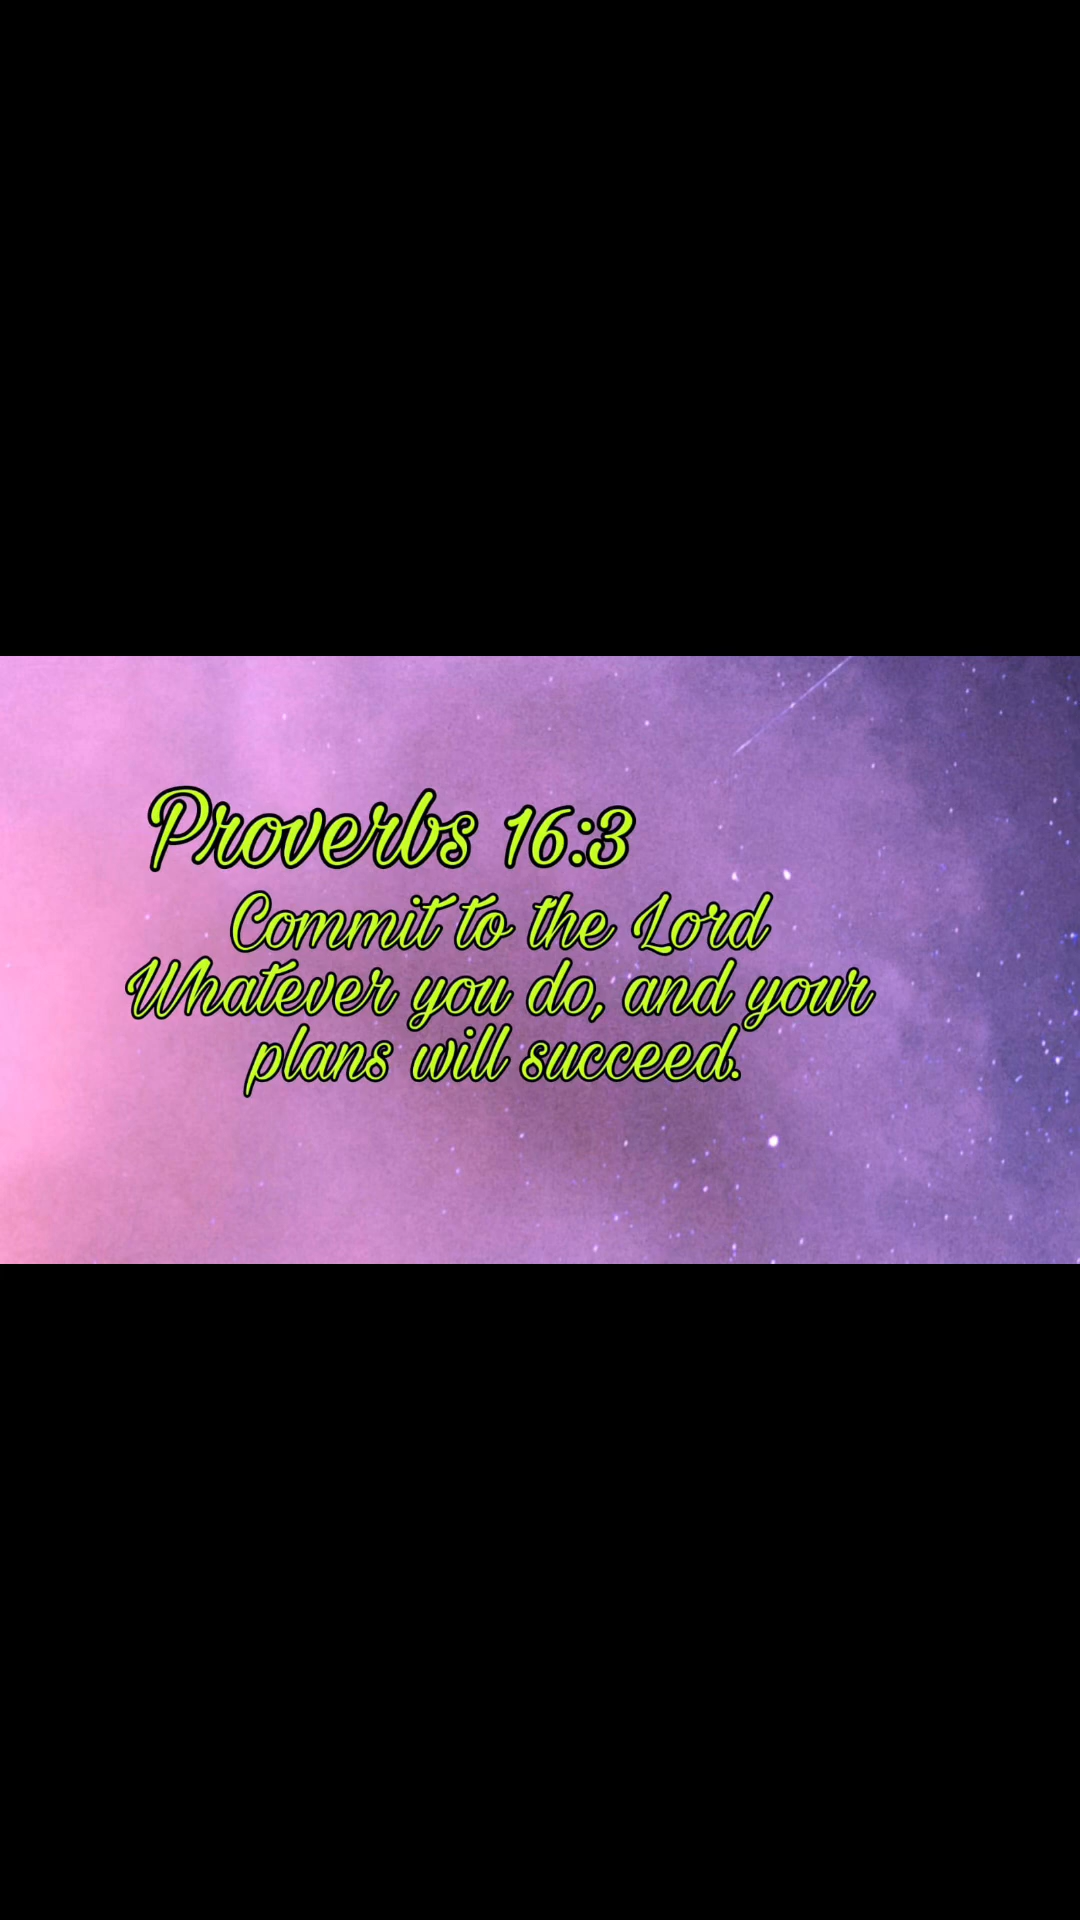 Proverbs 16:3
Commit to the Lord
Whatever you do, and your
plans will succeed.